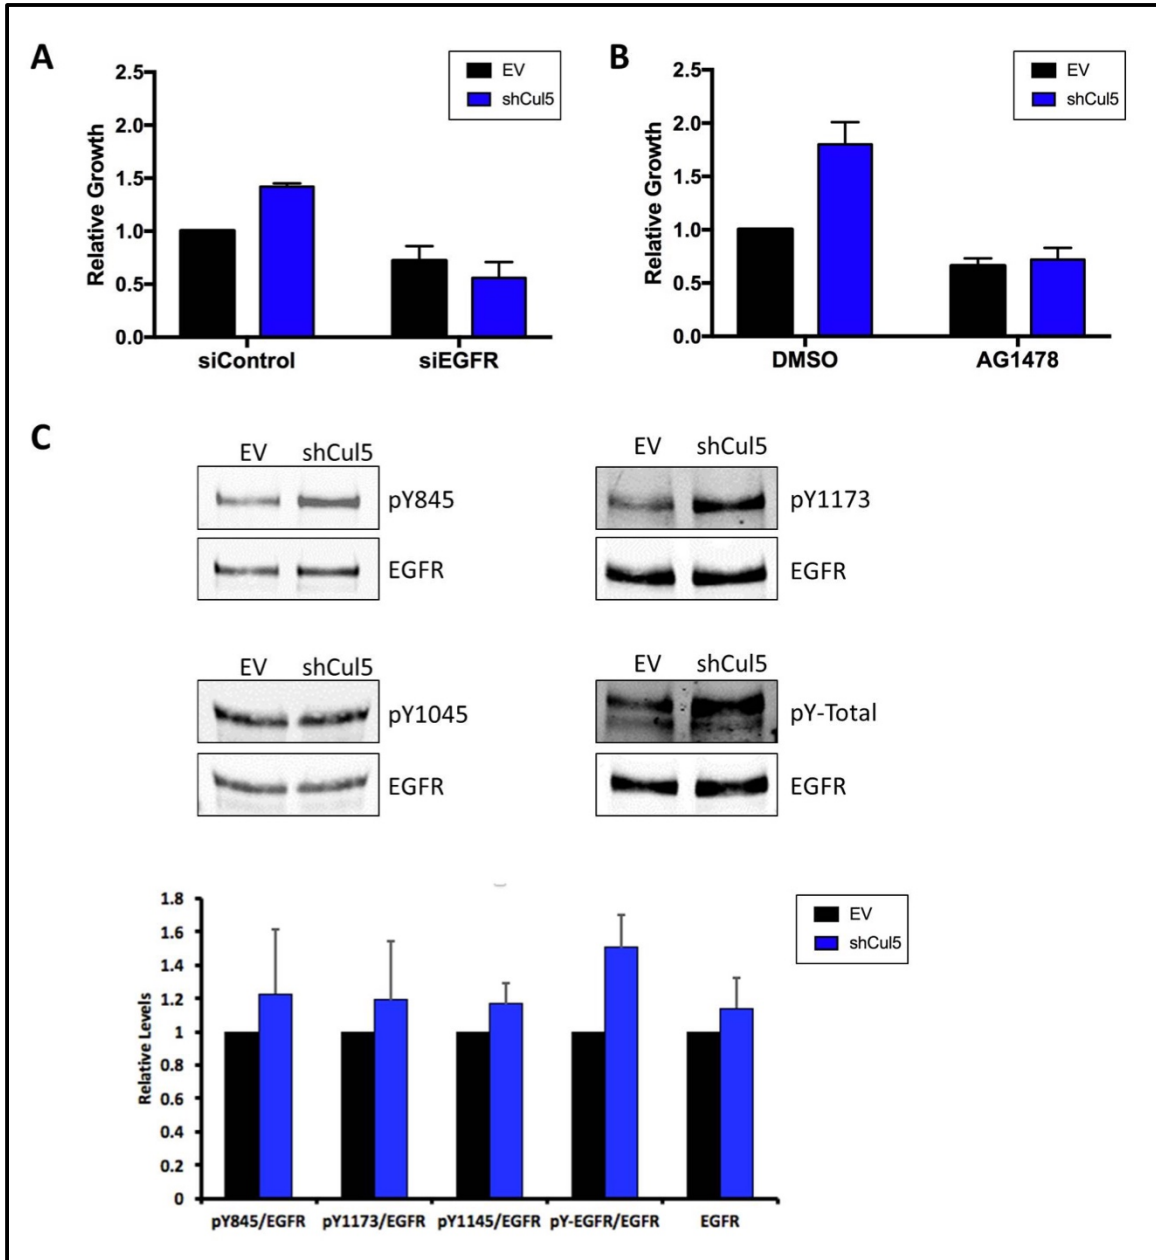 A
EV
shCul5
2.5
2.0
1.5
1.0
0.5
0.0
Relative Growth
siControl
siEGFR
B
EV
shCul5
2.5
2.0
1.5
1.0
0.5
0.0
Relative Growth
DMSO
AG1478
C
EV shCul5
pY845
EGFR
EV shCul5
pY1173
EGFR
EV shCul5
pY1045
EGFR
EV shCul5
pY-Total
EGFR
1.8
1.6
1.4
1.2
1
0.8
0.6
0.4
0.2
0
Relative Levels
pY845/EGFR
pY1173/EGFR
pY1145/EGFR
pY-EGFR/EGFR
EGFR
EV
shCul5